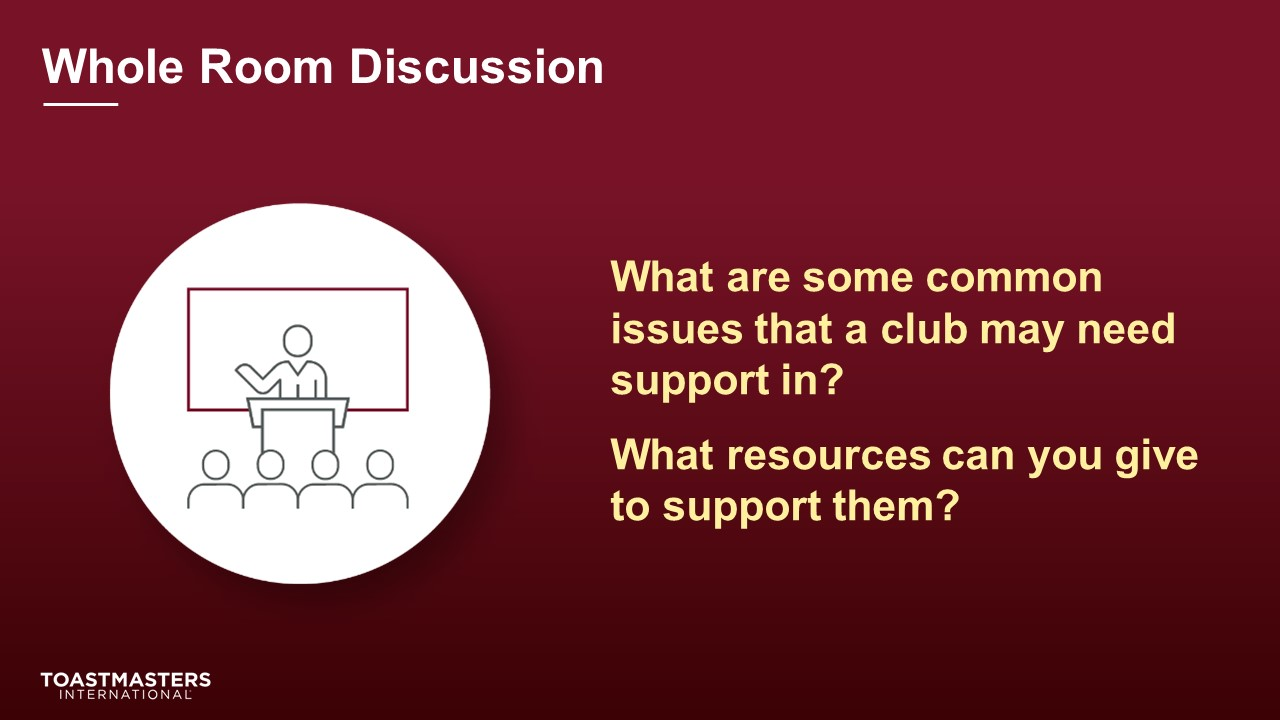 Whole Room Discussion
What are some common
issues that a club may need
support in?
What resources can you give
to support them?
TOASTMASTERS
INTERNATIONAL